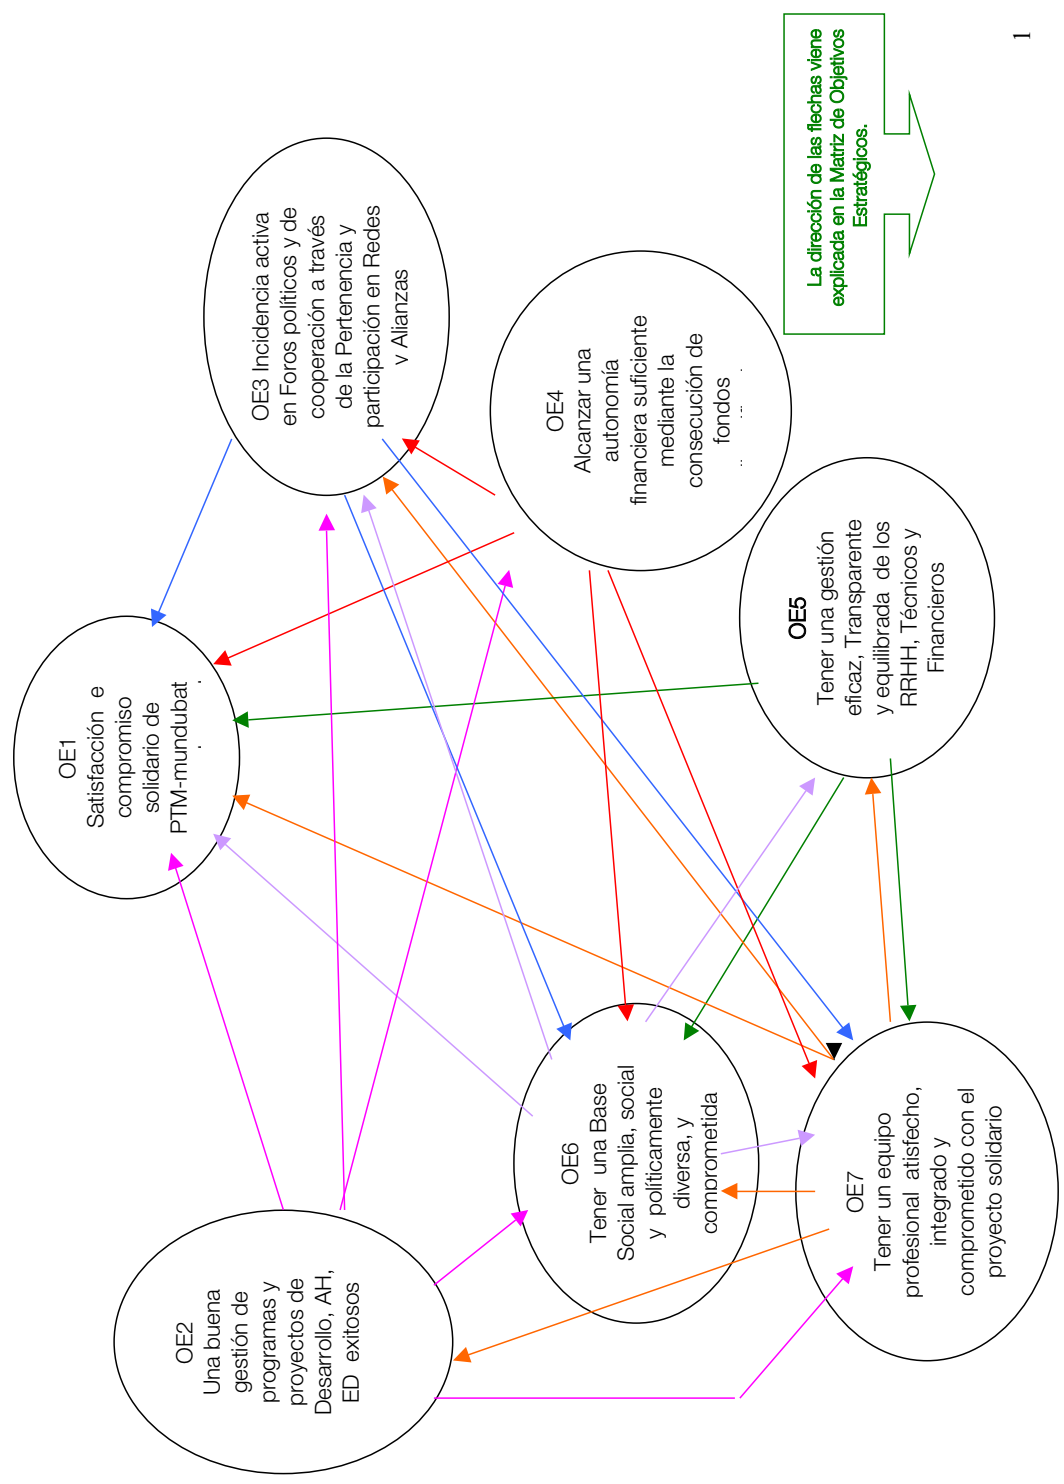 OE1
Satisfacción e
compromiso
solidario de
PTM-mundubat
OE3 Incidencia activa
en Foros políticos y de
cooperación a través
de la Pertenencia y
participación en Redes
y Alianzas
OE2
Una buena
gestión de
programas y
proyectos de
Desarrollo, AH,
ED exitosos
OE4
Alcanzar una
autonomía
financiera suficiente
mediante la
consecución de
fondos
OE6
Tener una Base
Social amplia, social
y políticamente
diversa, y
comprometida
OE5
Tener una gestión
eficaz, Transparente
y equilibrada de los
RRHH, Técnicos y
Financieros
OE7
Tener un equipo
profesional atisfecho,
integrado y
comprometido con el
proyecto solidario
La dirección de las flechas viene
explicada en la Matriz de Objetivos
Estratégicos.
1